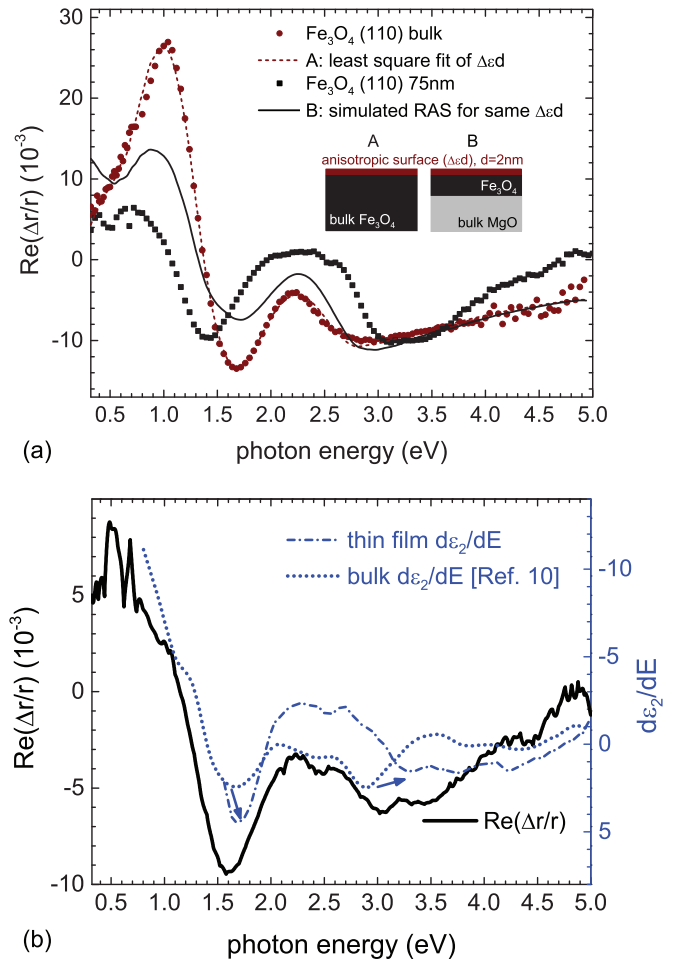 Fe₃O₄ (110) bulk
A: least square fit of Δεd
Fe₃O₄ (110) 75nm
B: simulated RAS for same Δεd
A B
anisotropic surface (Δεd), d=2nm
Fe₃O₄
bulk Fe₃O₄
bulk MgO
30
20
10
0
-10
Re(Δr/r) (10⁻³)
0.5 1.0 1.5 2.0 2.5 3.0 3.5 4.0 4.5 5.0
(a)
photon energy (eV)
thin film dε₂/dE
bulk dε₂/dE [Ref. 10]
5
0
-5
-10
Re(Δr/r) (10⁻³)
-10
-5
0
5
dε₂/dE
Re(Δr/r)
0.5 1.0 1.5 2.0 2.5 3.0 3.5 4.0 4.5 5.0
(b)
photon energy (eV)